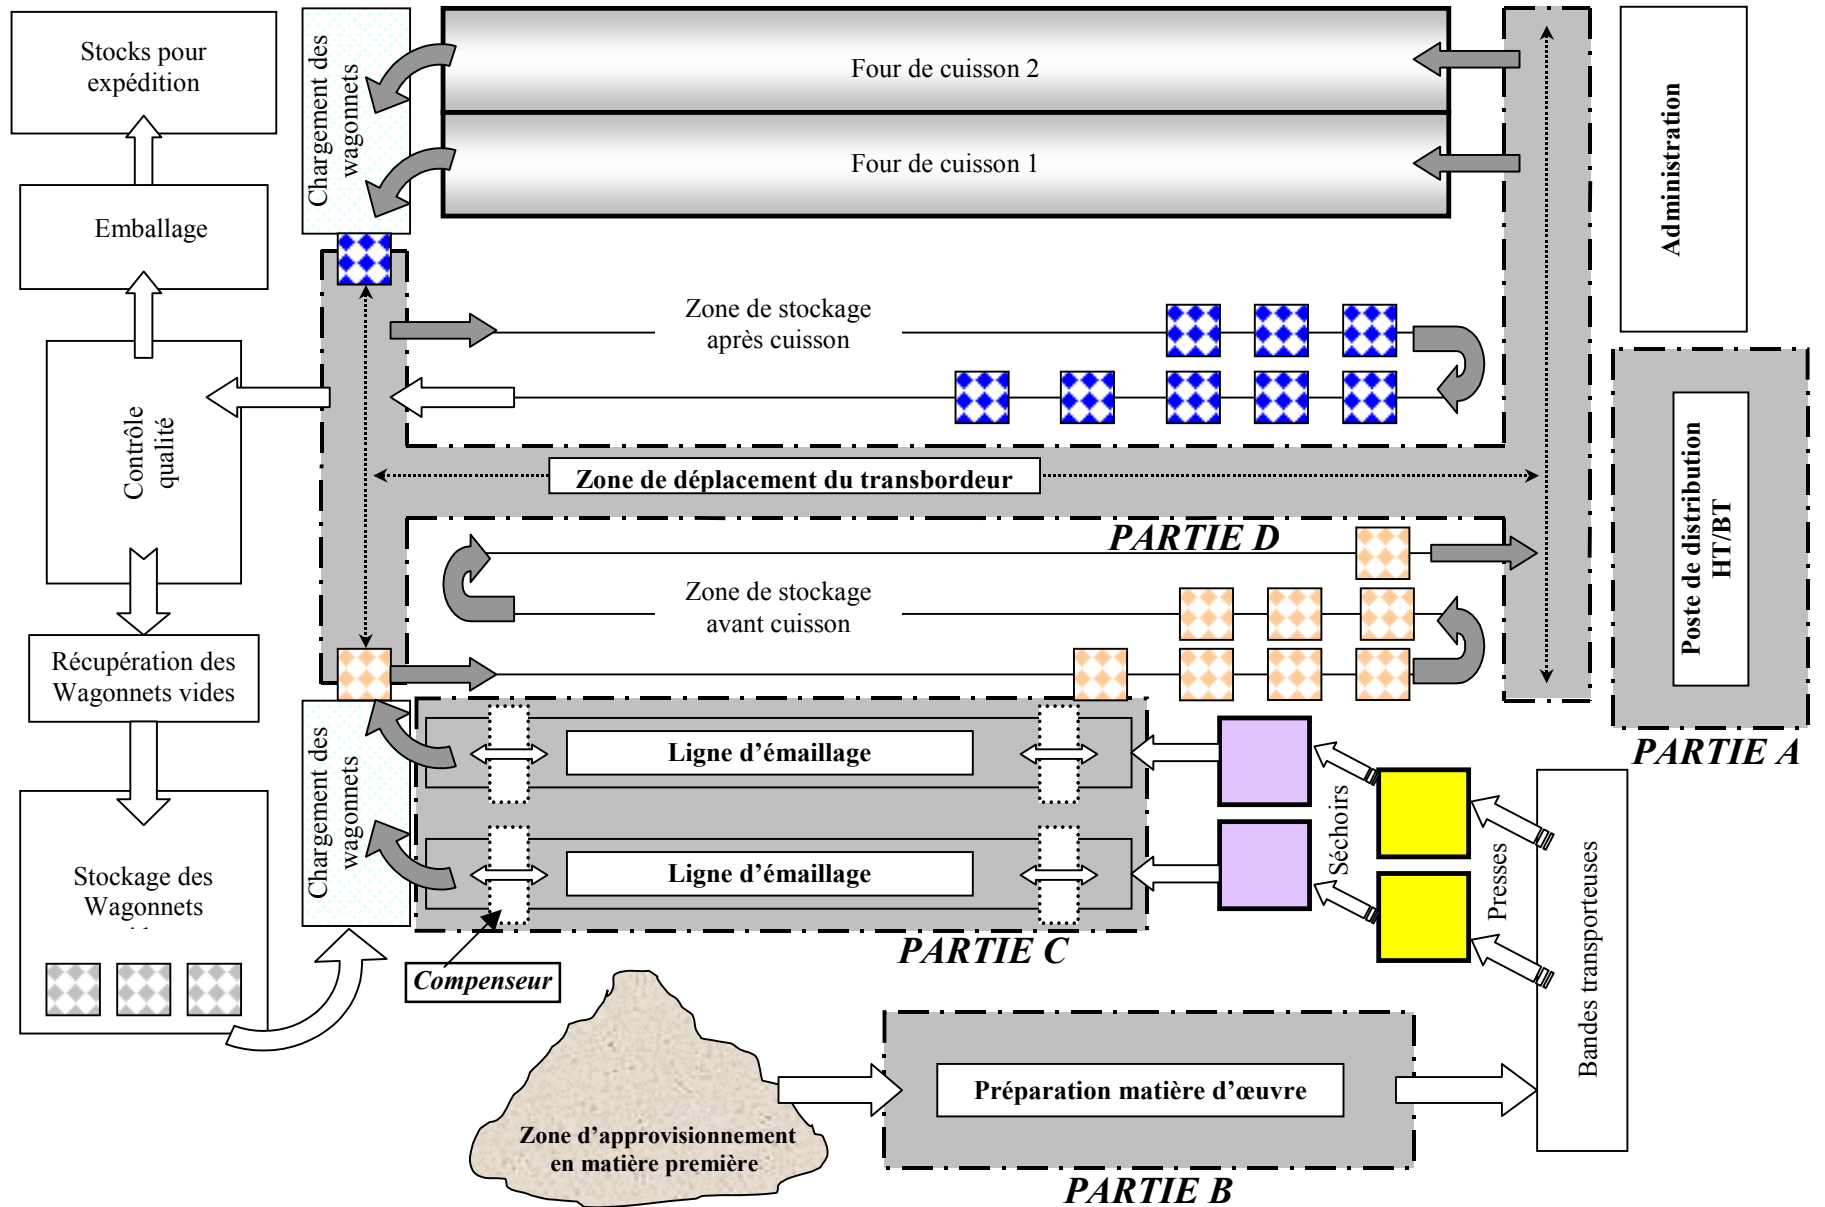 Stocks pour
expédition
Emballage
Contrôle
qualité
Récupération des
Wagonnets vides
Stockage des
Wagonnets
Chargement des
wagonnets
Four de cuisson 2
Four de cuisson 1
Zone de stockage
après cuisson
Zone de déplacement du transbordeur
PARTIE D
Zone de stockage
avant cuisson
Administration
Poste de distribution
HT/BT
PARTIE A
Chargement des
wagonnets
Ligne d'émaillage
Ligne d'émaillage
PARTIE C
Compenseur
Séchoirs
Presses
Bandes transporteuses
Zone d'approvisionnement
en matière première
Préparation matière d'œuvre
PARTIE B